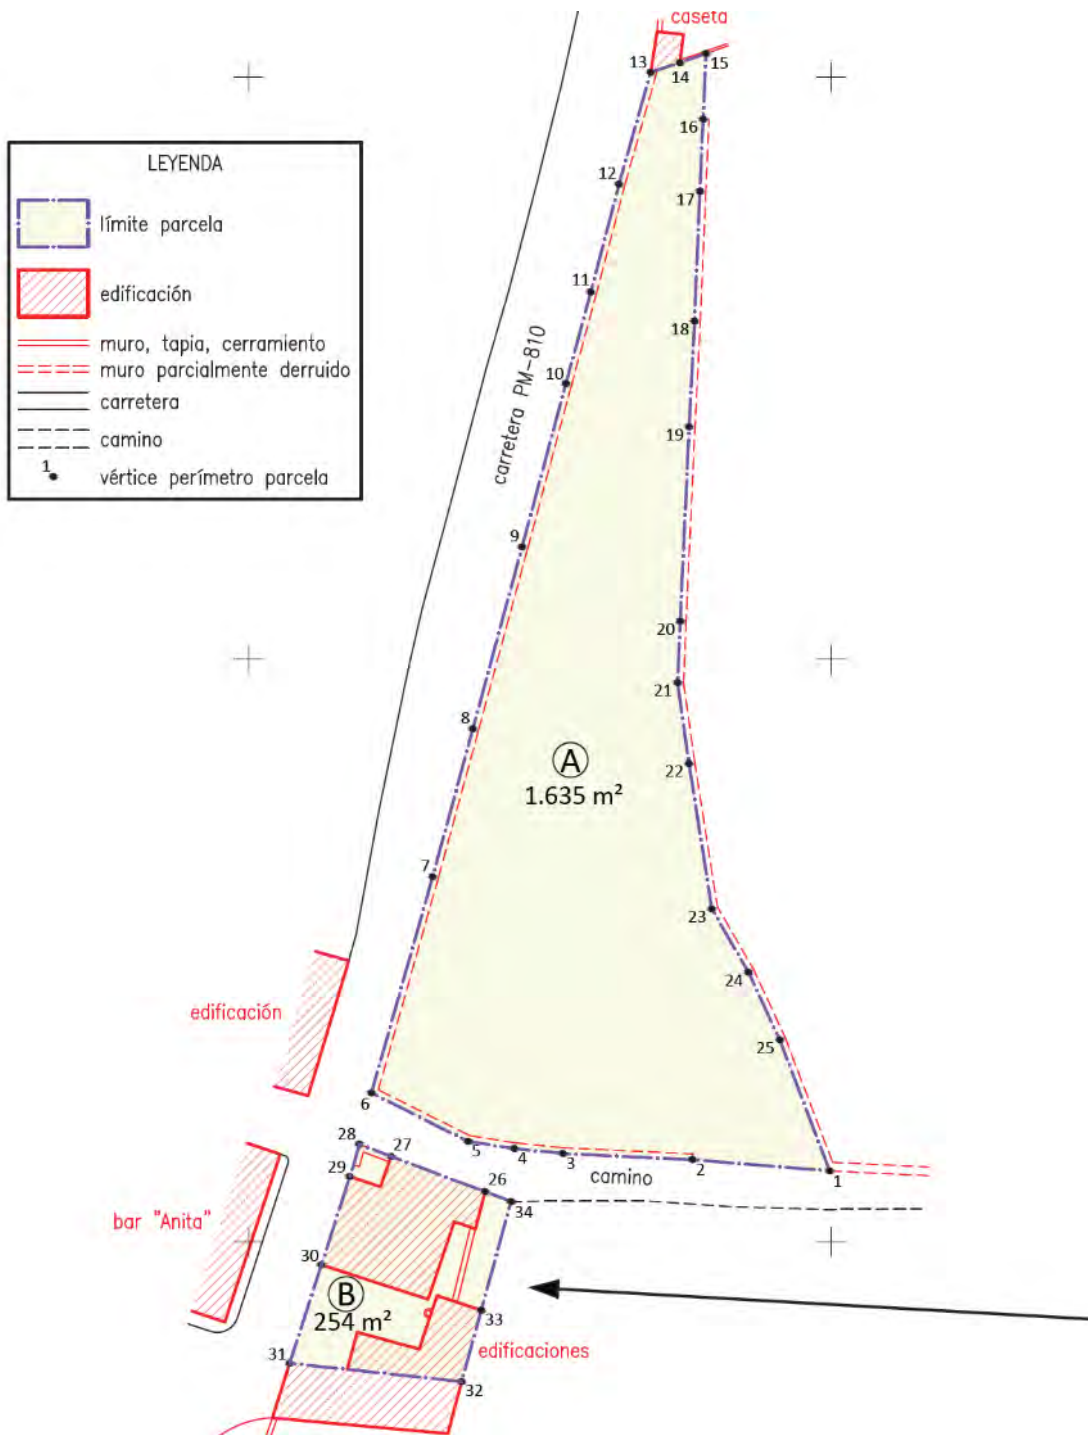 caseta
13
14
15
16
LEYENDA
12
17
límite parcela
11
edificación
18
muro, tapia, cerramiento
muro parcialmente derruido
10
carretera PM-810
carretera
19
camino
1
vértice perímetro parcela
9
20
21
8
A
22
1.635 m²
7
23
24
edificación
25
6
28
5
4
3
2
1
27
camino
29
26
34
bar "Anita"
30
B
254 m²
33
edificaciones
31
32